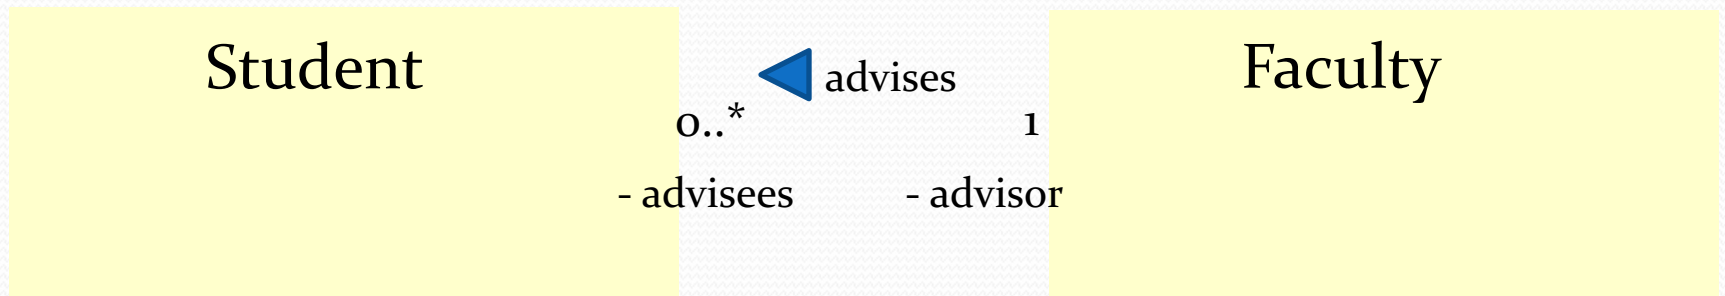 Student
Faculty
advises
0..*
1
- advisees
- advisor